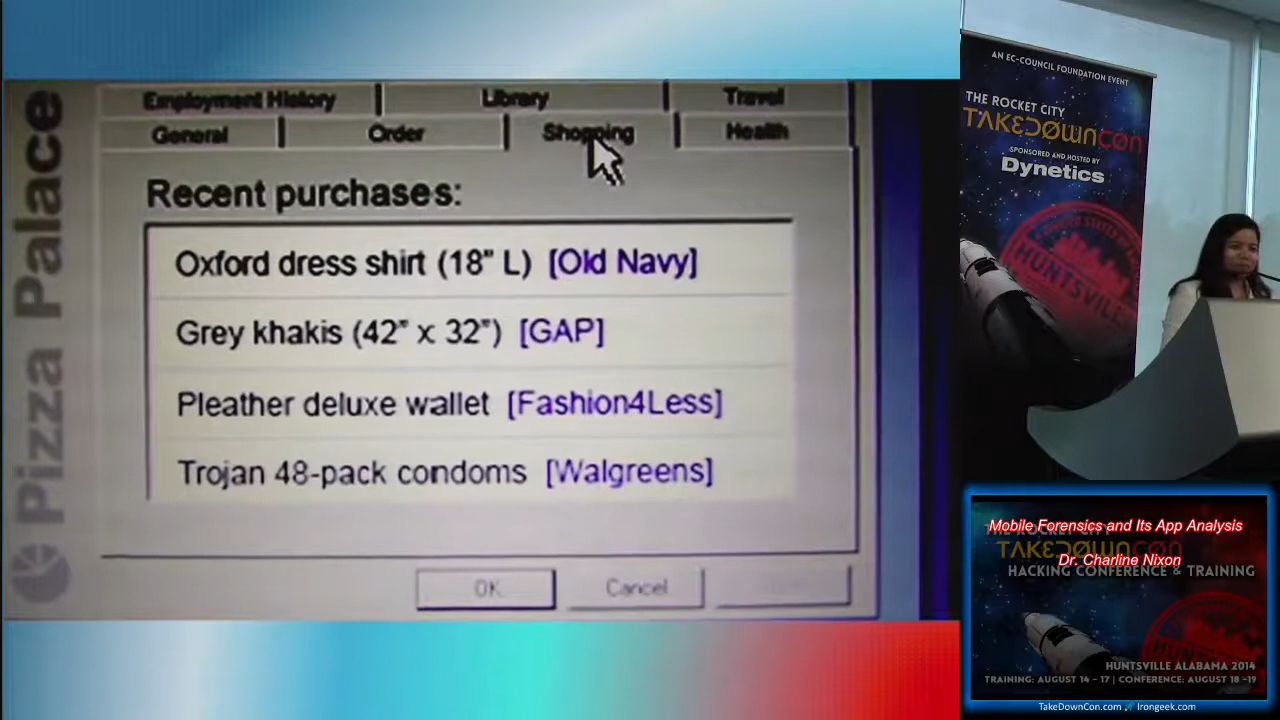 Pizza Palace
Employment History
Library
Travel
General
Order
Shopping
Health
Recent purchases:
Oxford dress shirt (18" L) [Old Navy]
Grey khakis (42" x 32") [GAP]
Pleather deluxe wallet [Fashion4Less]
Trojan 48-pack condoms [Walgreens]
OK
Cancel
AN EC-COUNCIL FOUNDATION EVENT
THE ROCKET CITY
TAKEDOWNCON
SPONSORED AND HOSTED BY
Dynetics
HUNTSVILLE
Mobile Forensics and Its App Analysis
THE ROCKET CITY
TAKEDOWNCON
Dr. Charline Nixon
HACKING CONFERENCE & TRAINING
HUNTSVILLE ALABAMA 2014
TRAINING: AUGUST 14 - 17 | CONFERENCE: AUGUST 18 -19
TakeDownCon.com Irongeek.com